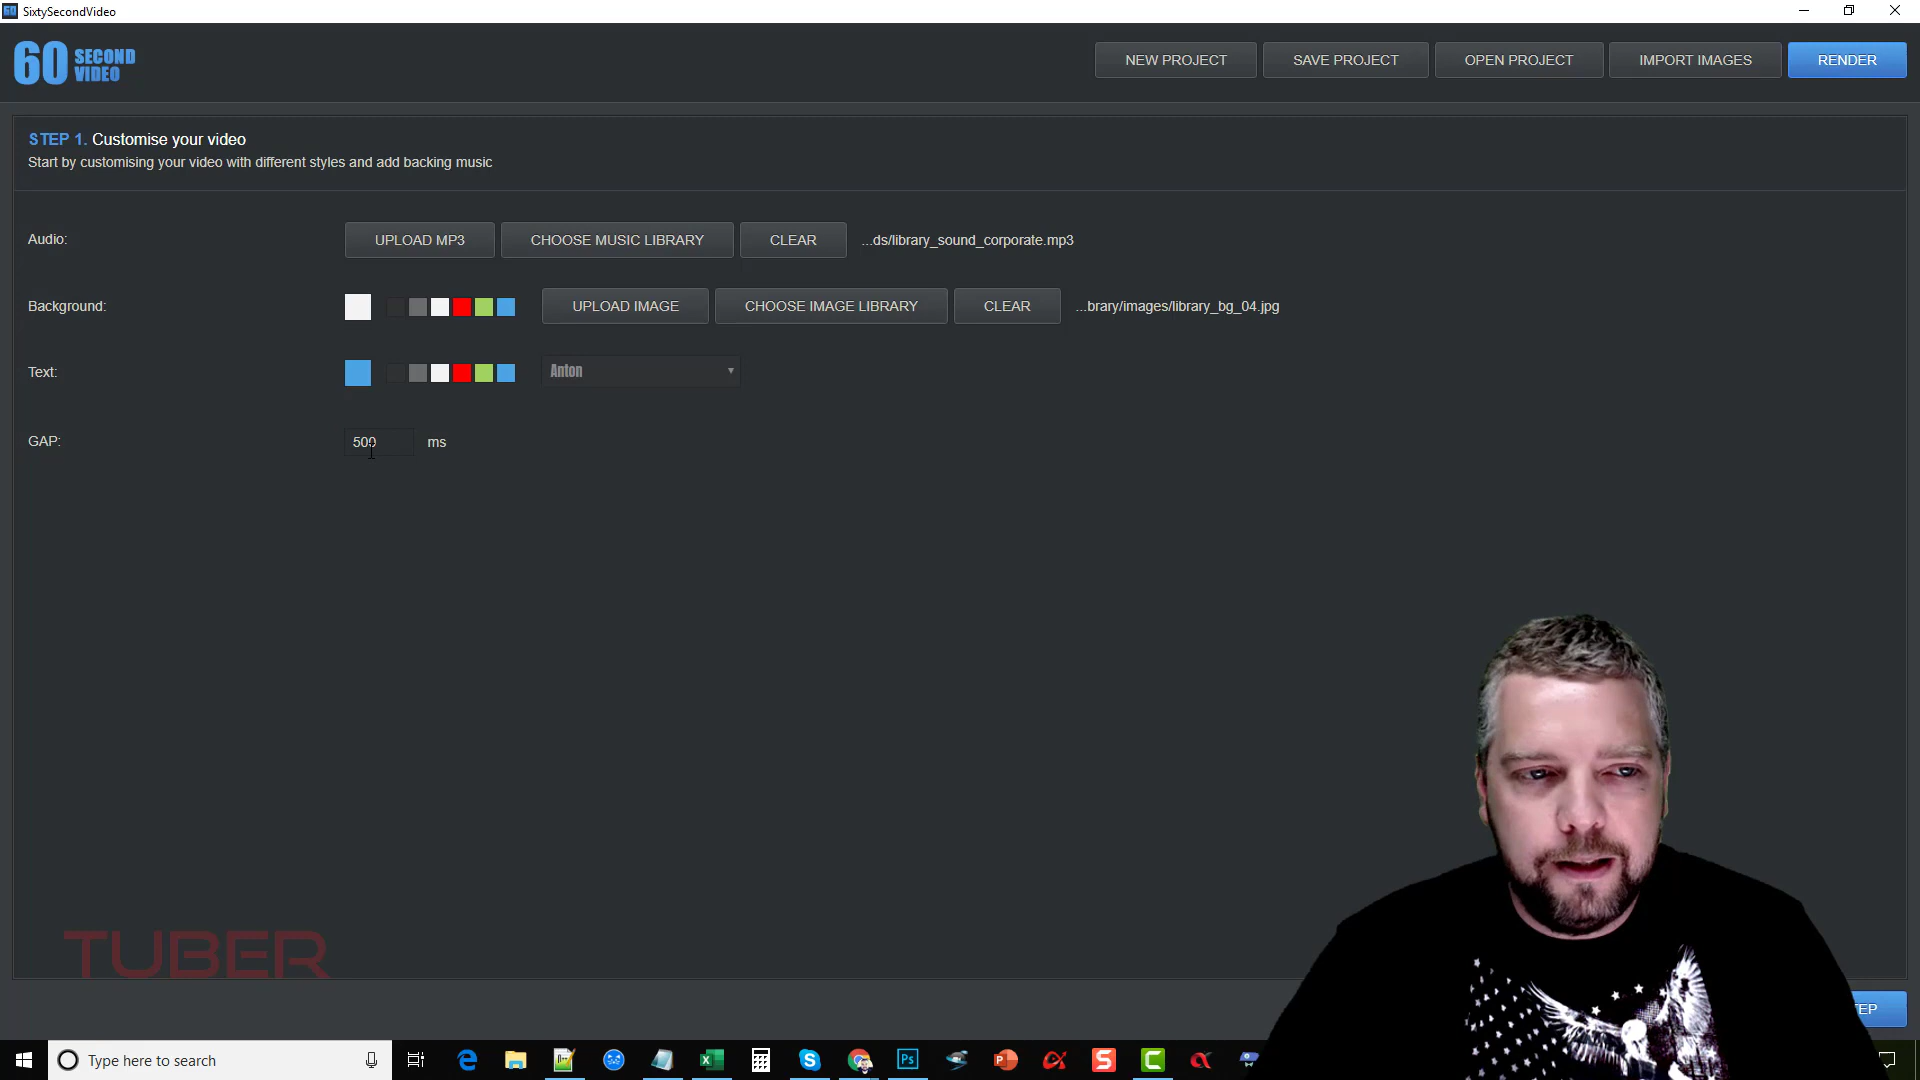 SixtySecondVideo
60 SECOND VIDEO
NEW PROJECT
SAVE PROJECT
OPEN PROJECT
IMPORT IMAGES
RENDER
STEP 1. Customise your video
Start by customising your video with different styles and add backing music
Audio:
UPLOAD MP3
CHOOSE MUSIC LIBRARY
CLEAR
...ds/library_sound_corporate.mp3
Background:
UPLOAD IMAGE
CHOOSE IMAGE LIBRARY
CLEAR
...brary/images/library_bg_04.jpg
Text:
Anton
GAP:
500
ms
TUBER
Type here to search